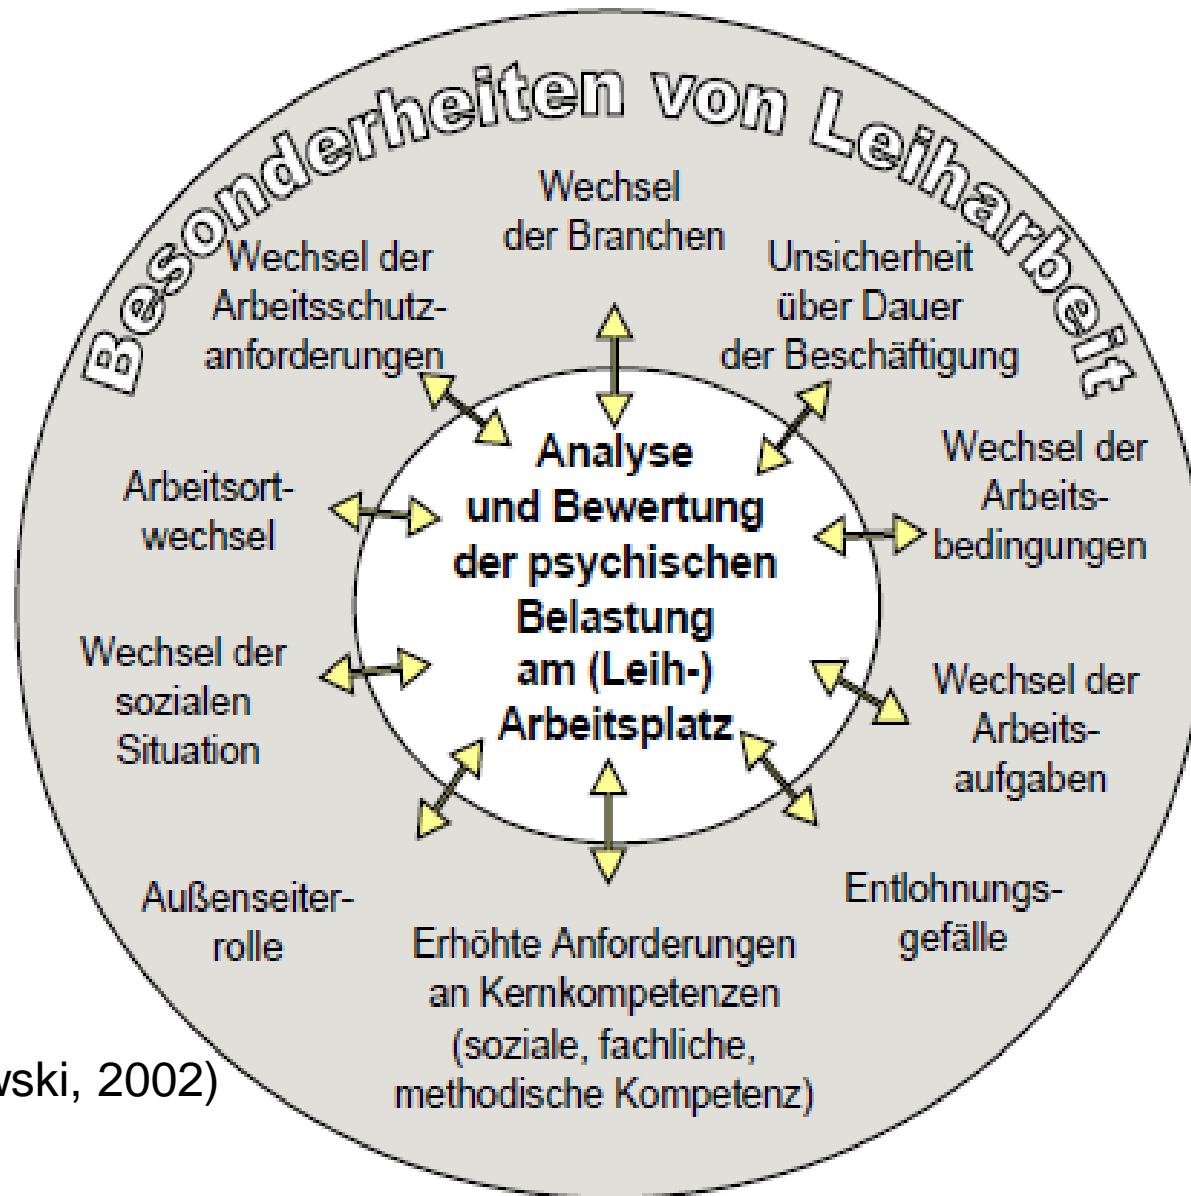 Besonderheiten von Leiharbeit
Wechsel
der Branchen
Unsicherheit
über Dauer
der Beschäftigung
Wechsel der
Arbeits-
bedingungen
Wechsel der
Arbeits-
aufgaben
Entlohnungs-
gefälle
Erhöhte Anforderungen
an Kernkompetenzen
(soziale, fachliche,
methodische Kompetenz)
Außenseiter-
rolle
Wechsel der
sozialen
Situation
Arbeitsort-
wechsel
Wechsel der
Arbeitsschutz-
anforderungen
Analyse
und Bewertung
der psychischen
Belastung
am (Leih-)
Arbeitsplatz
2002)